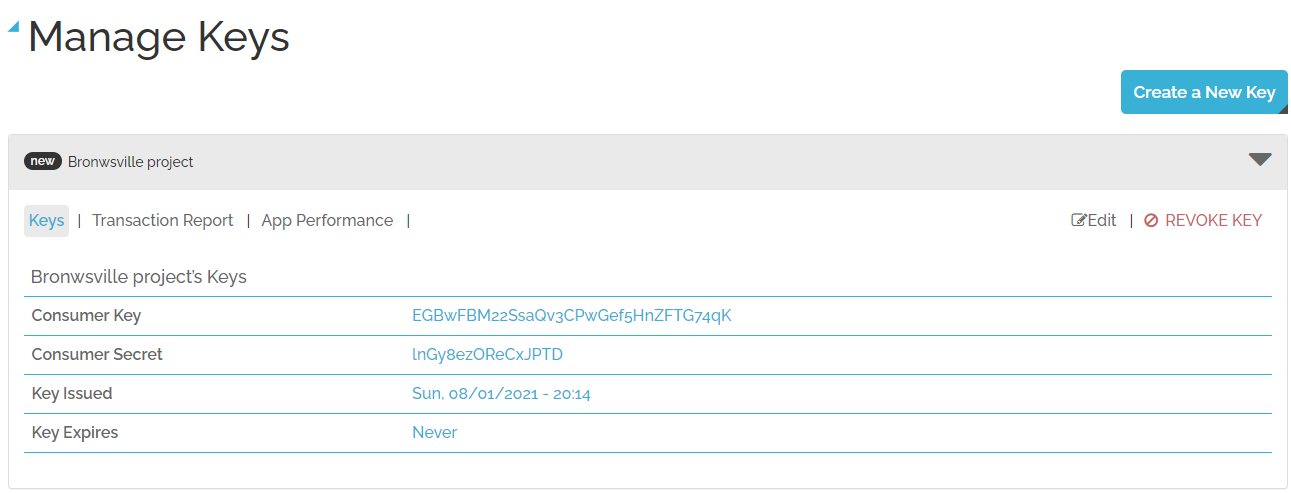 Manage Keys
Create a New Key
new Bronwsville project
Keys | Transaction Report | App Performance |
Edit | REVOKE KEY
Bronwsville project's Keys
Consumer Key EGBwFBM22SsaQv3CPwGef5HnZFTG74qK
Consumer Secret lnGy8ezOReCxJPTD
Key Issued Sun, 08/01/2021 - 20:14
Key Expires Never